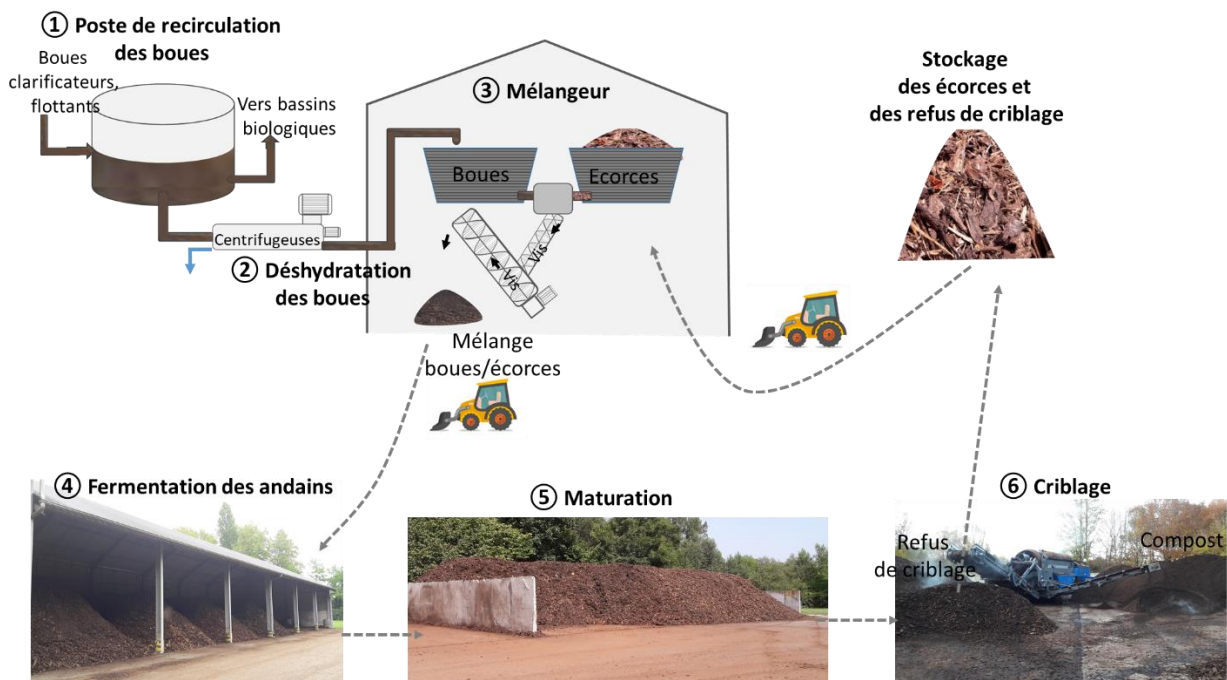 ① Poste de recirculation
des boues
Boues
clarificateurs,
flottants
Vers bassins
biologiques
Centrifugeuses
② Déshydratation
des boues
③ Mélangeur
Boues
Ecorces
Vis
Vis
Mélange
boues/écorces
Stockage
des écorces et
des refus de criblage
④ Fermentation des andains
⑤ Maturation
⑥ Criblage
Refus
de criblage
Compost